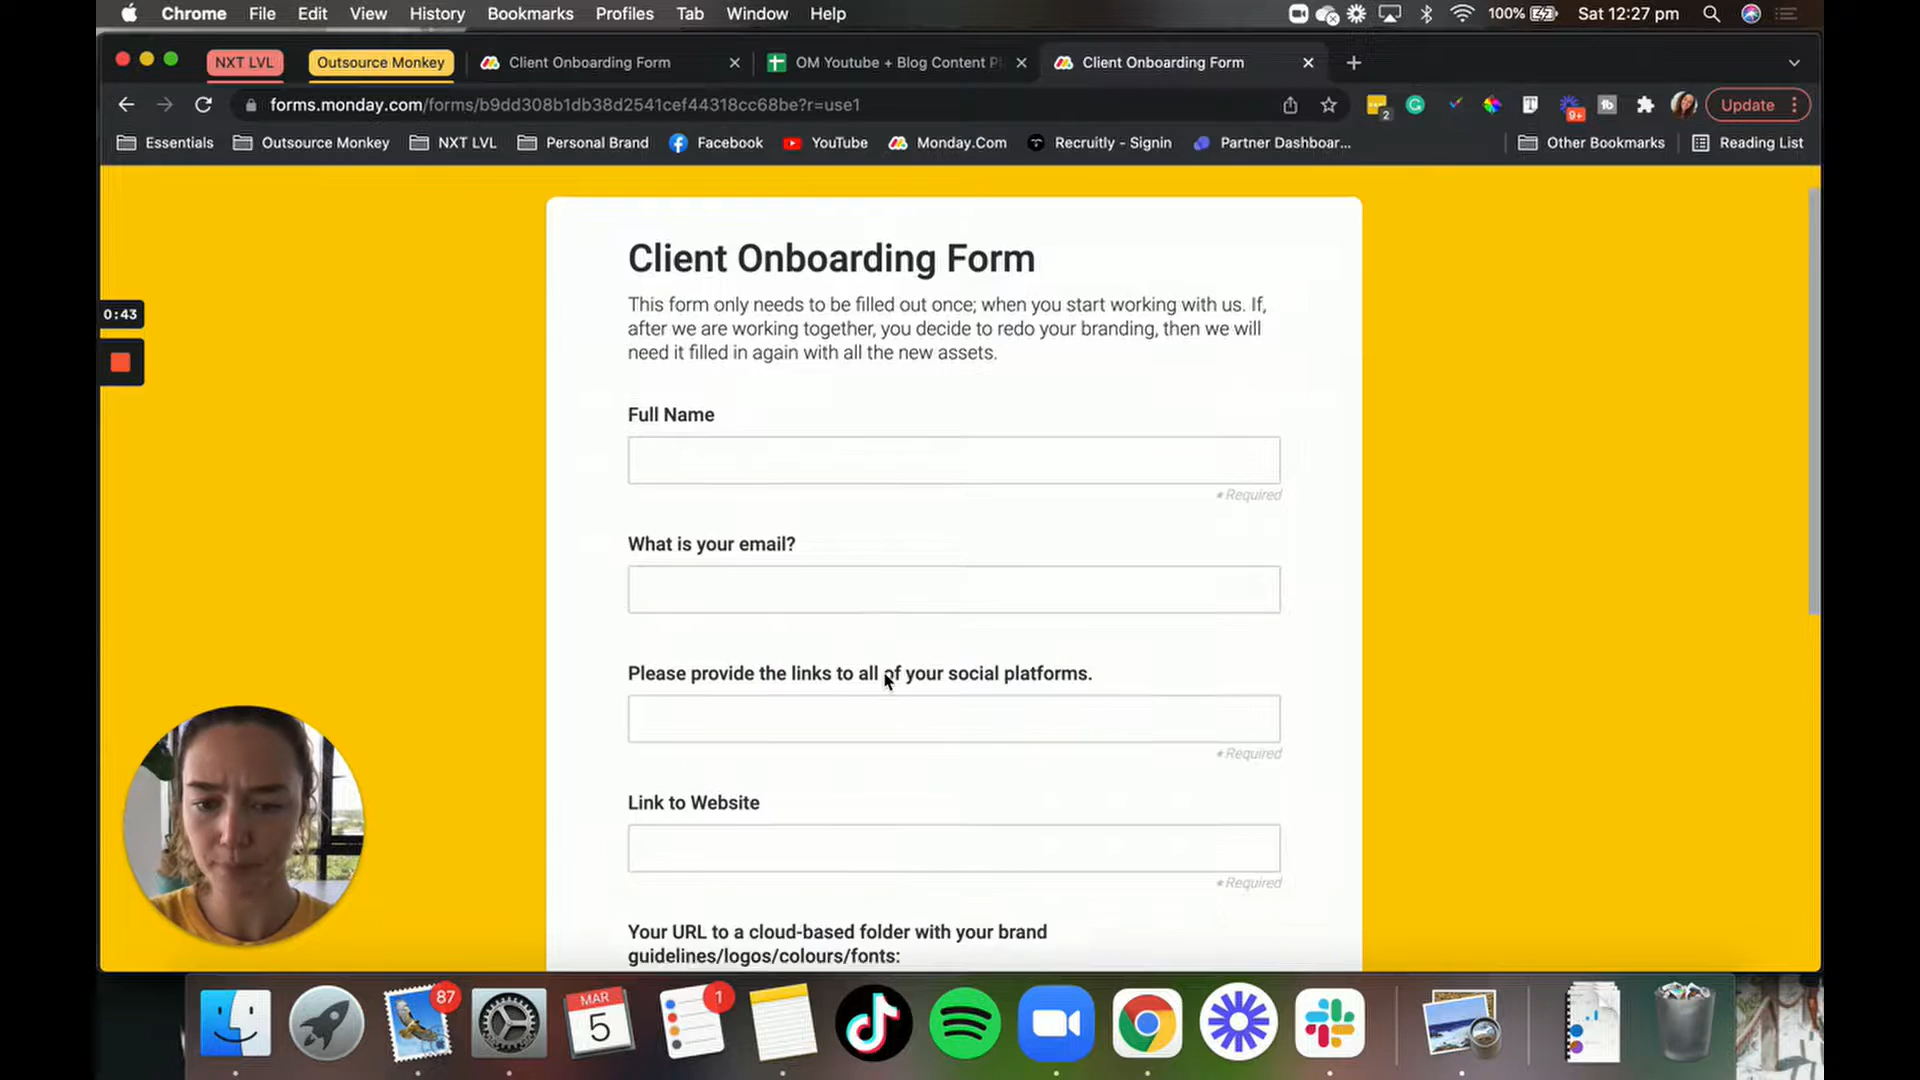 Chrome File Edit View History Bookmarks Profiles Tab Window Help 100% Sat 12:27 pm
NXT LVL Outsource Monkey Client Onboarding Form OM Youtube + Blog Content Pl Client Onboarding Form
forms.monday.com/forms/b9dd308b1db38d2541cef44318cc68be?r=use1 2 9+ Update
Essentials Outsource Monkey NXT LVL Personal Brand Facebook YouTube Monday.Com Recruitly - Signin Partner Dashboar... Other Bookmarks Reading List
Client Onboarding Form
This form only needs to be filled out once; when you start working with us. If,
after we are working together, you decide to redo your branding, then we will
need it filled in again with all the new assets.
0:43
Full Name
* Required
What is your email?
Please provide the links to all of your social platforms.
* Required
Link to Website
* Required
Your URL to a cloud-based folder with your brand
guidelines/logos/colours/fonts:
87
MAR
5
1